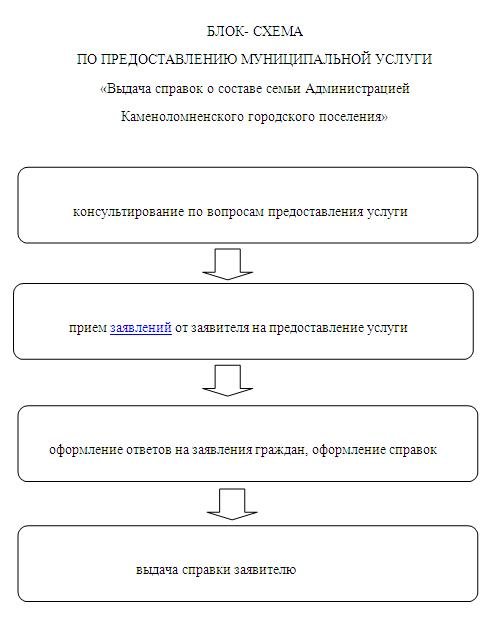 БЛОК- СХЕМА
ПО ПРЕДОСТАВЛЕНИЮ МУНИЦИПАЛЬНОЙ УСЛУГИ
«Выдача справок о составе семьи Администрацией
Каменоломненского городского поселения»
консультирование по вопросам предоставления услуги
прием заявлений от заявителя на предоставление услуги
оформление ответов на заявления граждан, оформление справок
выдача справки заявителю